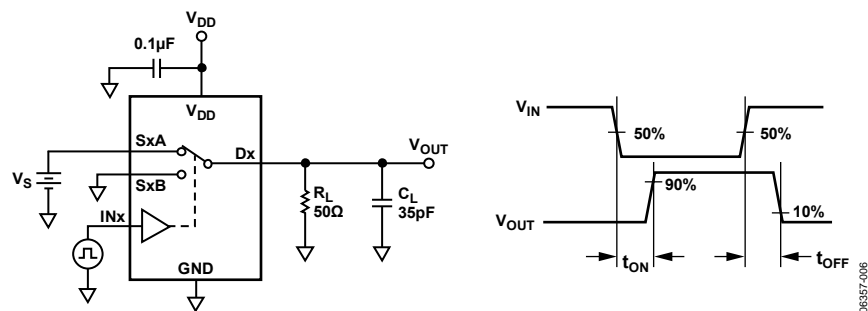 VDD
0.1µF
VDD
SxA
Dx
VOUT
VS
SxB
RL
50Ω
CL
35pF
INx
GND
VIN
50%
50%
90%
VOUT
10%
tON
tOFF
06357-006